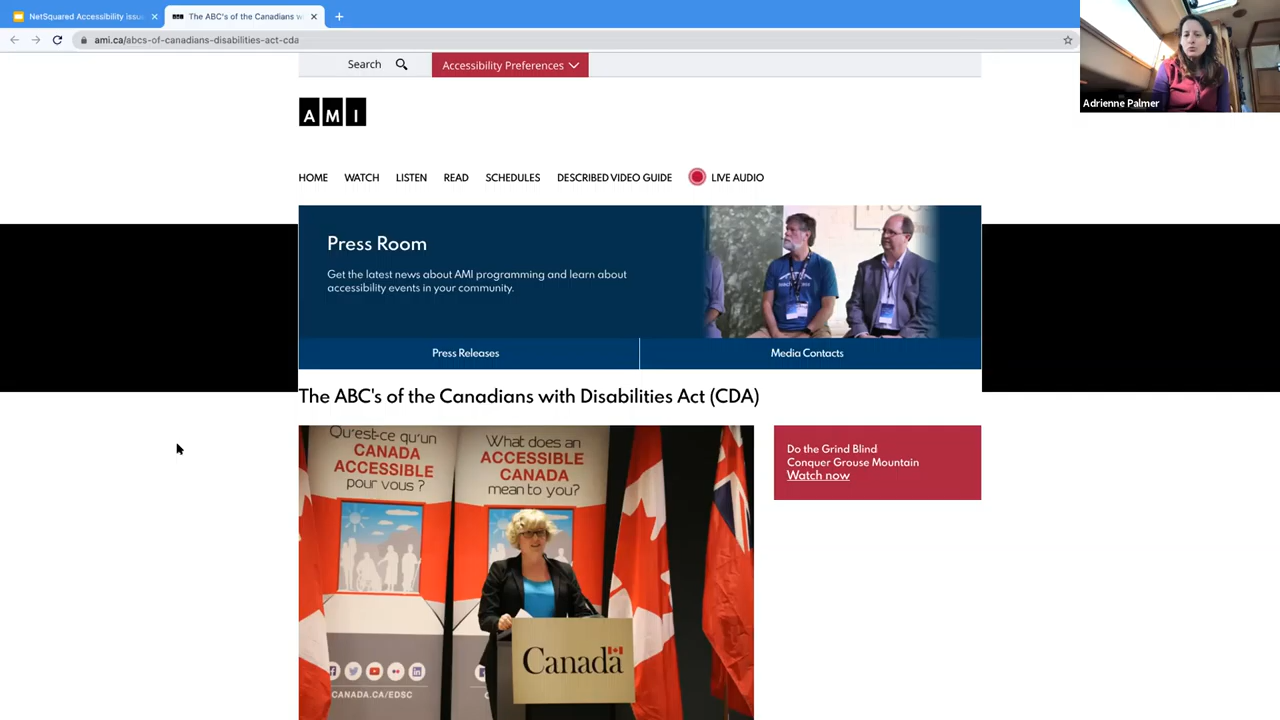 NetSquared Accessibility issu
The ABC's of the Canadians wi
ami.ca/abcs-of-canadians-disabilities-act-cda
Search
Accessibility Preferences
Adrienne Palmer
AMI
HOME WATCH LISTEN READ SCHEDULES DESCRIBED VIDEO GUIDE LIVE AUDIO
Press Room
Get the latest news about AMI programming and learn about
accessibility events in your community.
Press Releases
Media Contacts
The ABC's of the Canadians with Disabilities Act (CDA)
Qu'est-ce qu'un
CANADA
ACCESSIBLE
pour vous ?
What does an
ACCESSIBLE
CANADA
mean to you?
Canada
CANADA.CA/EDSC
Do the Grind Blind
Conquer Grouse Mountain
Watch now